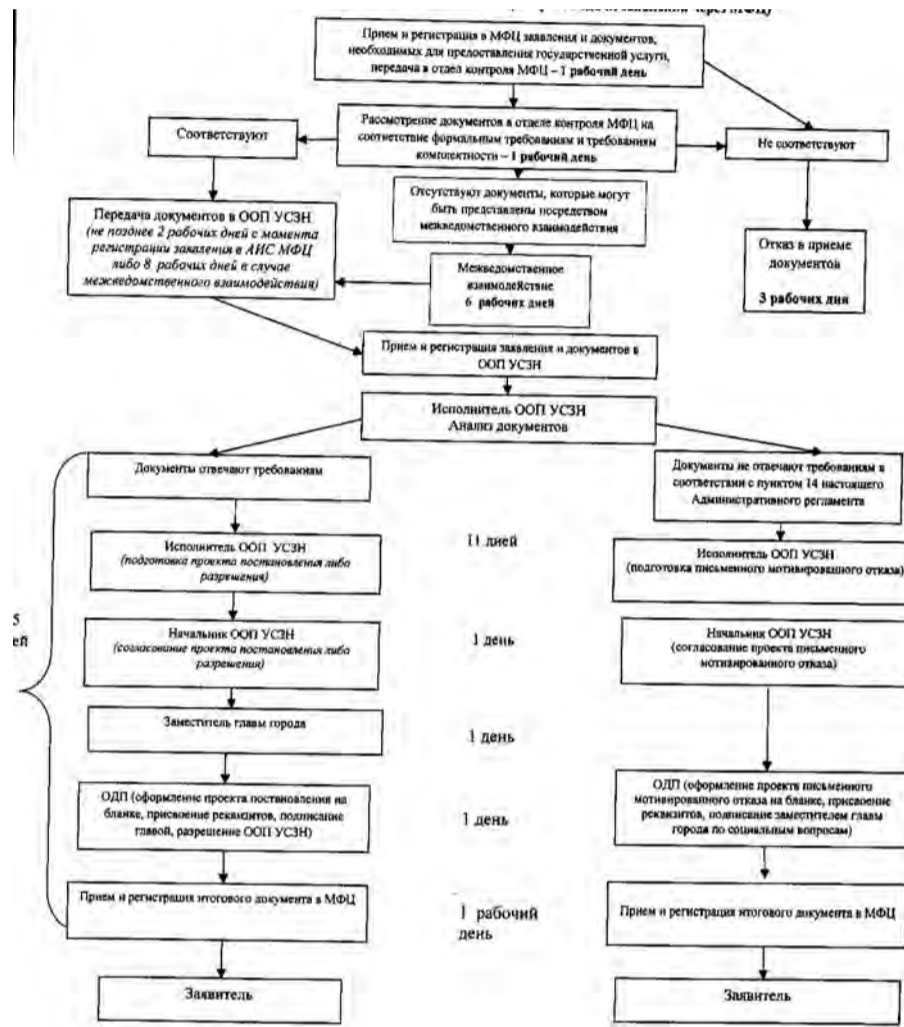 через МФЦ)
Прием и регистрация в МФЦ заявления и документов,
необходимых для предоставления государственной услуги,
передача в отдел контроля МФЦ – 1 рабочий день
Соответствуют
Рассмотрение документов в отделе контроля МФЦ на
соответствие формальным требованиям и требованиям
комплектности – 1 рабочий день
Не соответствуют
Отсутствуют документы, которые могут
быть представлены посредством
межведомственного взаимодействия
Передача документов в ООП УСЗН
(не позднее 2 рабочих дней с момента
регистрации заявления в АИС МФЦ
либо 8 рабочих дней в случае
межведомственного взаимодействия)
Межведомственное
взаимодействие
6 рабочих дней
Отказ в приеме
документов
3 рабочих дня
Прием и регистрация заявления и документов в
ООП УСЗН
Исполнитель ООП УСЗН
Анализ документов
Документы отвечают требованиям
Документы не отвечают требованиям в
соответствии с пунктом 14 настоящего
Административного регламента
Исполнитель ООП УСЗН
(подготовка проекта постановления либо
разрешения)
11 дней
Исполнитель ООП УСЗН
(подготовка письменного мотивированного отказа)
5
ей
Начальник ООП УСЗН
(согласование проекта постановления либо
разрешения)
1 день
Начальник ООП УСЗН
(согласование проекта письменного
мотивированного отказа)
Заместитель главы города
1 день
ОДП (оформление проекта постановления на
бланке, присвоение реквизитов, подписание
главой, разрешение ООП УСЗН)
1 день
ОДП (оформление проекта письменного
мотивированного отказа на бланке, присвоение
реквизитов, подписание заместителем главы
города по социальным вопросам)
Прием и регистрация итогового документа в МФЦ
1 рабочий
день
Прием и регистрация итогового документа в МФЦ
Заявитель
Заявитель